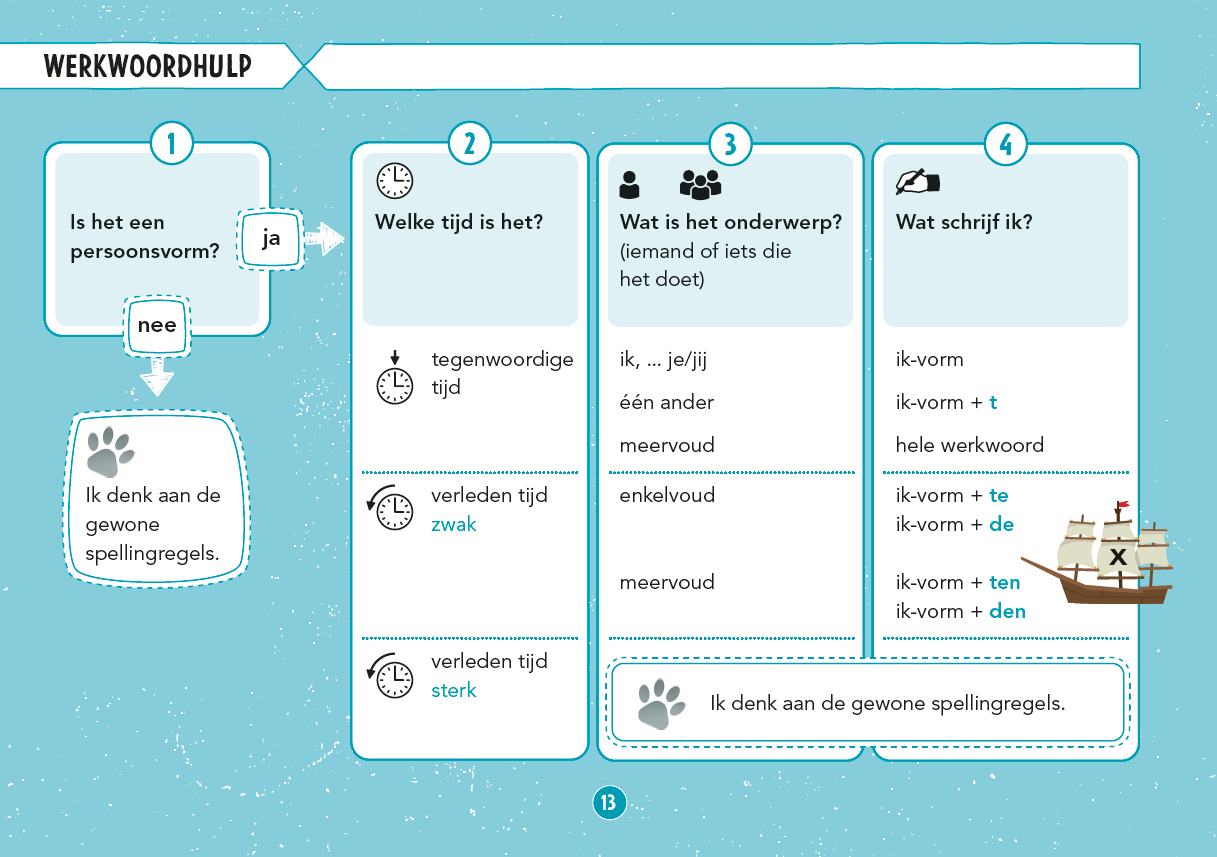 WERKWOORDHULP
1
Is het een
persoonsvorm?
ja
nee
Ik denk aan de
gewone
spellingregels.
2
Welke tijd is het?
3
Wat is het onderwerp?
(iemand of iets die
het doet)
4
Wat schrijf ik?
tegenwoordige
tijd
ik, ... je/jij
ik-vorm
één ander
ik-vorm + t
meervoud
hele werkwoord
verleden tijd
zwak
enkelvoud
ik-vorm + te
ik-vorm + de
meervoud
ik-vorm + ten
ik-vorm + den
X
verleden tijd
sterk
Ik denk aan de gewone spellingregels.
13